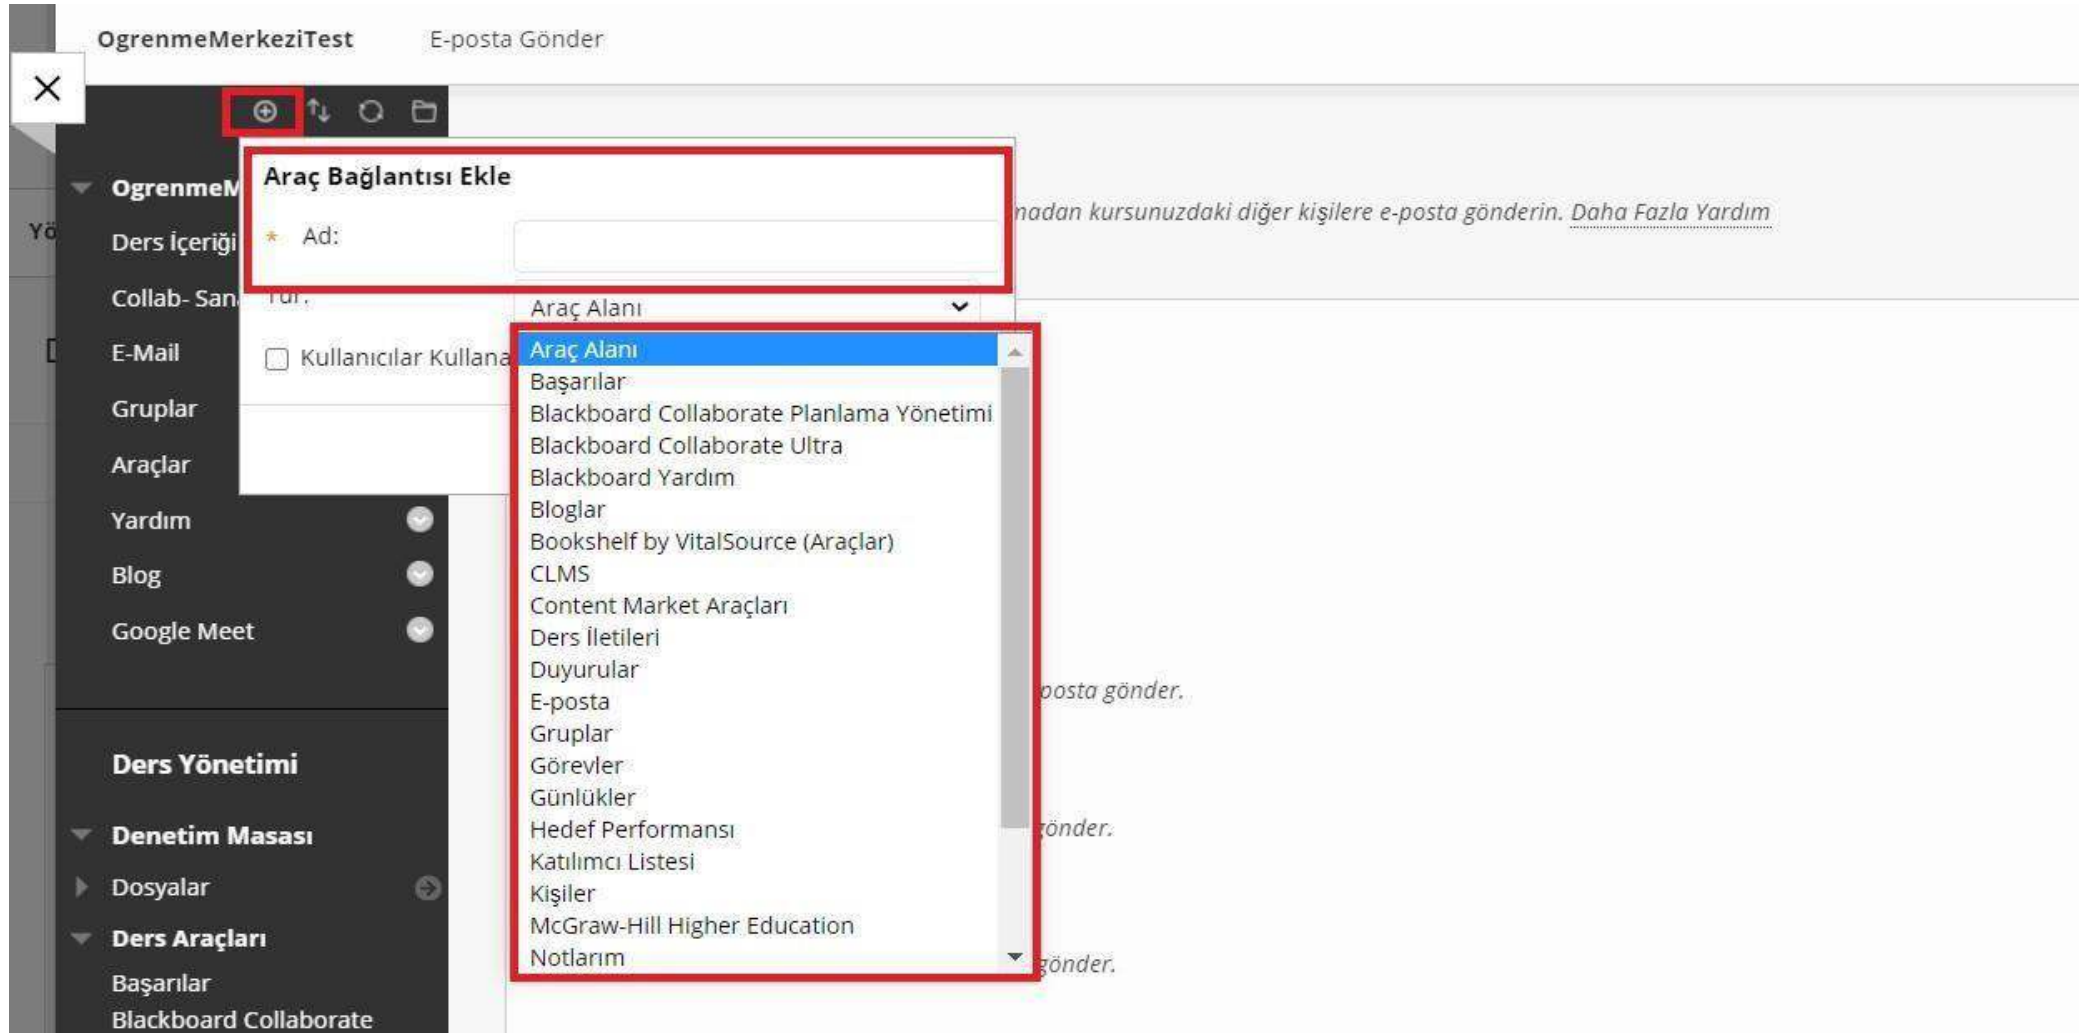 OgrenmeMerkeziTest E-posta Gönder
Araç Bağlantısı Ekle
* Ad:
Araç Alanı
Kullanıcılar
Araç Alanı
Başarılar
Blackboard Collaborate Planlama Yönetimi
Blackboard Collaborate Ultra
Blackboard Yardım
Bloglar
Bookshelf by VitalSource (Araçlar)
CLMS
Content Market Araçları
Ders İletileri
Duyurular
E-posta
Gruplar
Görevler
Günlükler
Hedef Performansı
Katılımcı Listesi
Kişiler
McGraw-Hill Higher Education
Notlarım
Ders İçeriği
Collab-
E-Mail
Gruplar
Araçlar
Yardım
Blog
Google Meet
Ders Yönetimi
Denetim Masası
Dosyalar
Ders Araçları
Başarılar
Blackboard Collaborate
kursunuzdaki diğer kişilere e-posta gönderin. Daha Fazla Yardım
posta gönder.
gönder.
gönder.